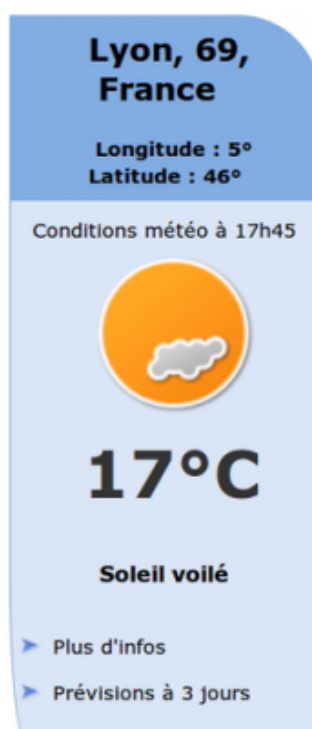 Lyon, 69,
France
Longitude : 5°
Latitude : 46°
Conditions météo à 17h45
17°C
Soleil voilé
Plus d'infos
Prévisions à 3 jours